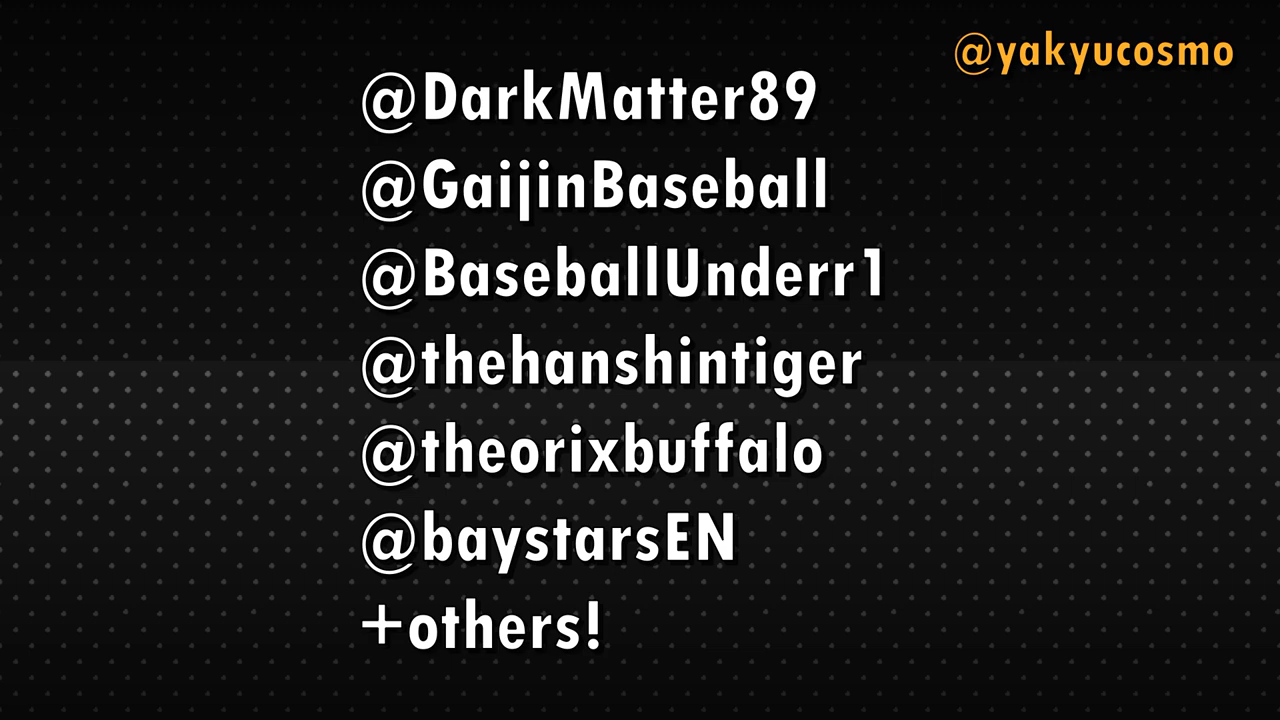 @yakyucosmo
@DarkMatter89
@GaijinBaseball
@BaseballUnderr1
@thehanshintiger
@theorixbuffalo
@baystarsEN
+others!